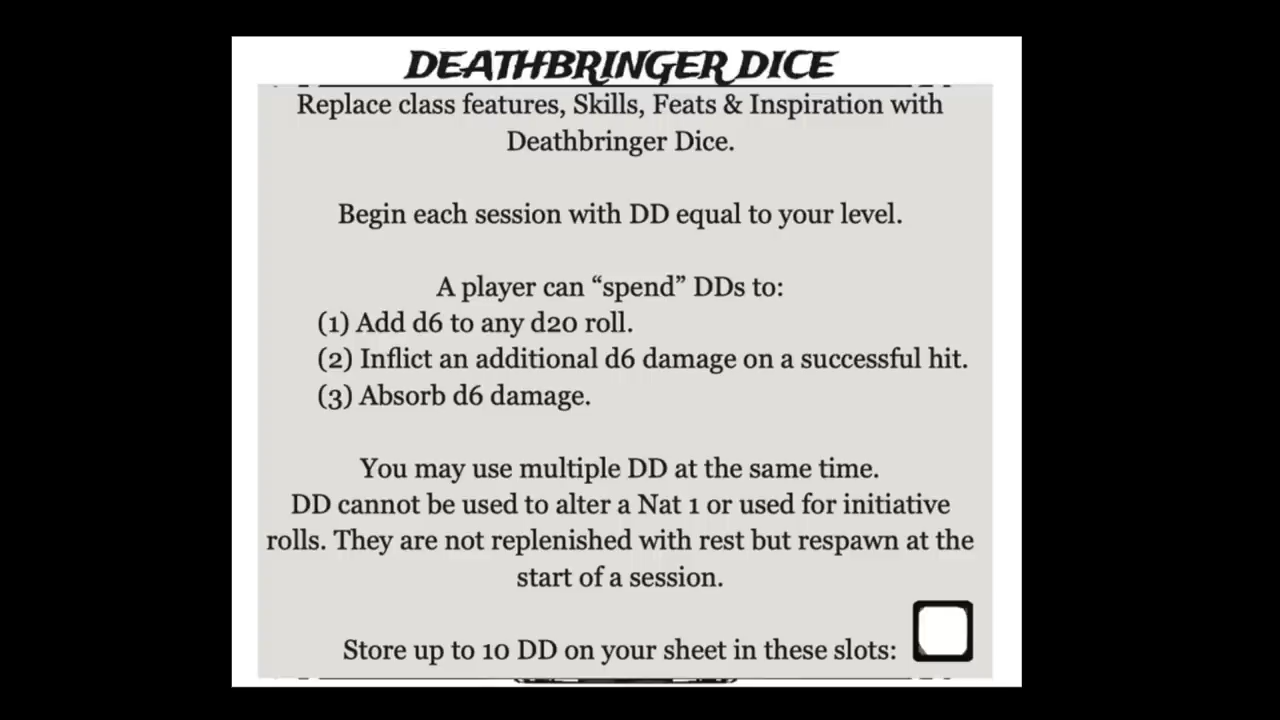 DEATHBRINGER DICE
Replace class features, Skills, Feats & Inspiration with
Deathbringer Dice.
Begin each session with DD equal to your level.
A player can “spend” DDs to:
(1) Add d6 to any d20 roll.
(2) Inflict an additional d6 damage on a successful hit.
(3) Absorb d6 damage.
You may use multiple DD at the same time.
DD cannot be used to alter a Nat 1 or used for initiative
rolls. They are not replenished with rest but respawn at the
start of a session.
Store up to 10 DD on your sheet in these slots: